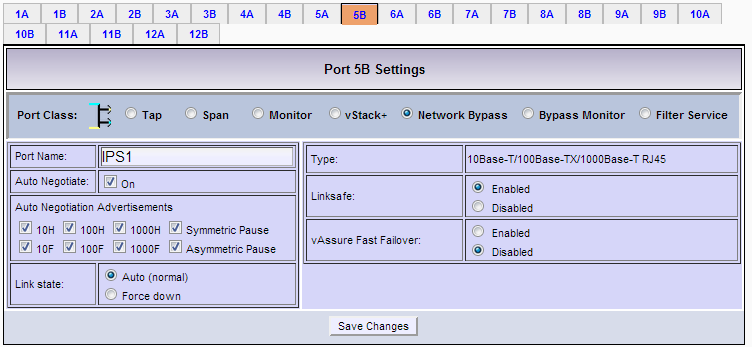 1A 1B 2A 2B 3A 3B 4A 4B 5A 5B 6A 6B 7A 7B 8A 8B 9A 9B 10A
10B 11A 11B 12A 12B
Port 5B Settings
Port Class: Tap Span Monitor vStack+ Network Bypass Bypass Monitor Filter Service
Port Name: IPS1
Auto Negotiate: On
Auto Negotiation Advertisements
10H 100H 1000H Symmetric Pause
10F 100F 1000F Asymmetric Pause
Link state: Auto (normal)
Force down
Type: 10Base-T/100Base-TX/1000Base-T RJ45
Linksafe: Enabled
Disabled
vAssure Fast Failover: Enabled
Disabled
Save Changes